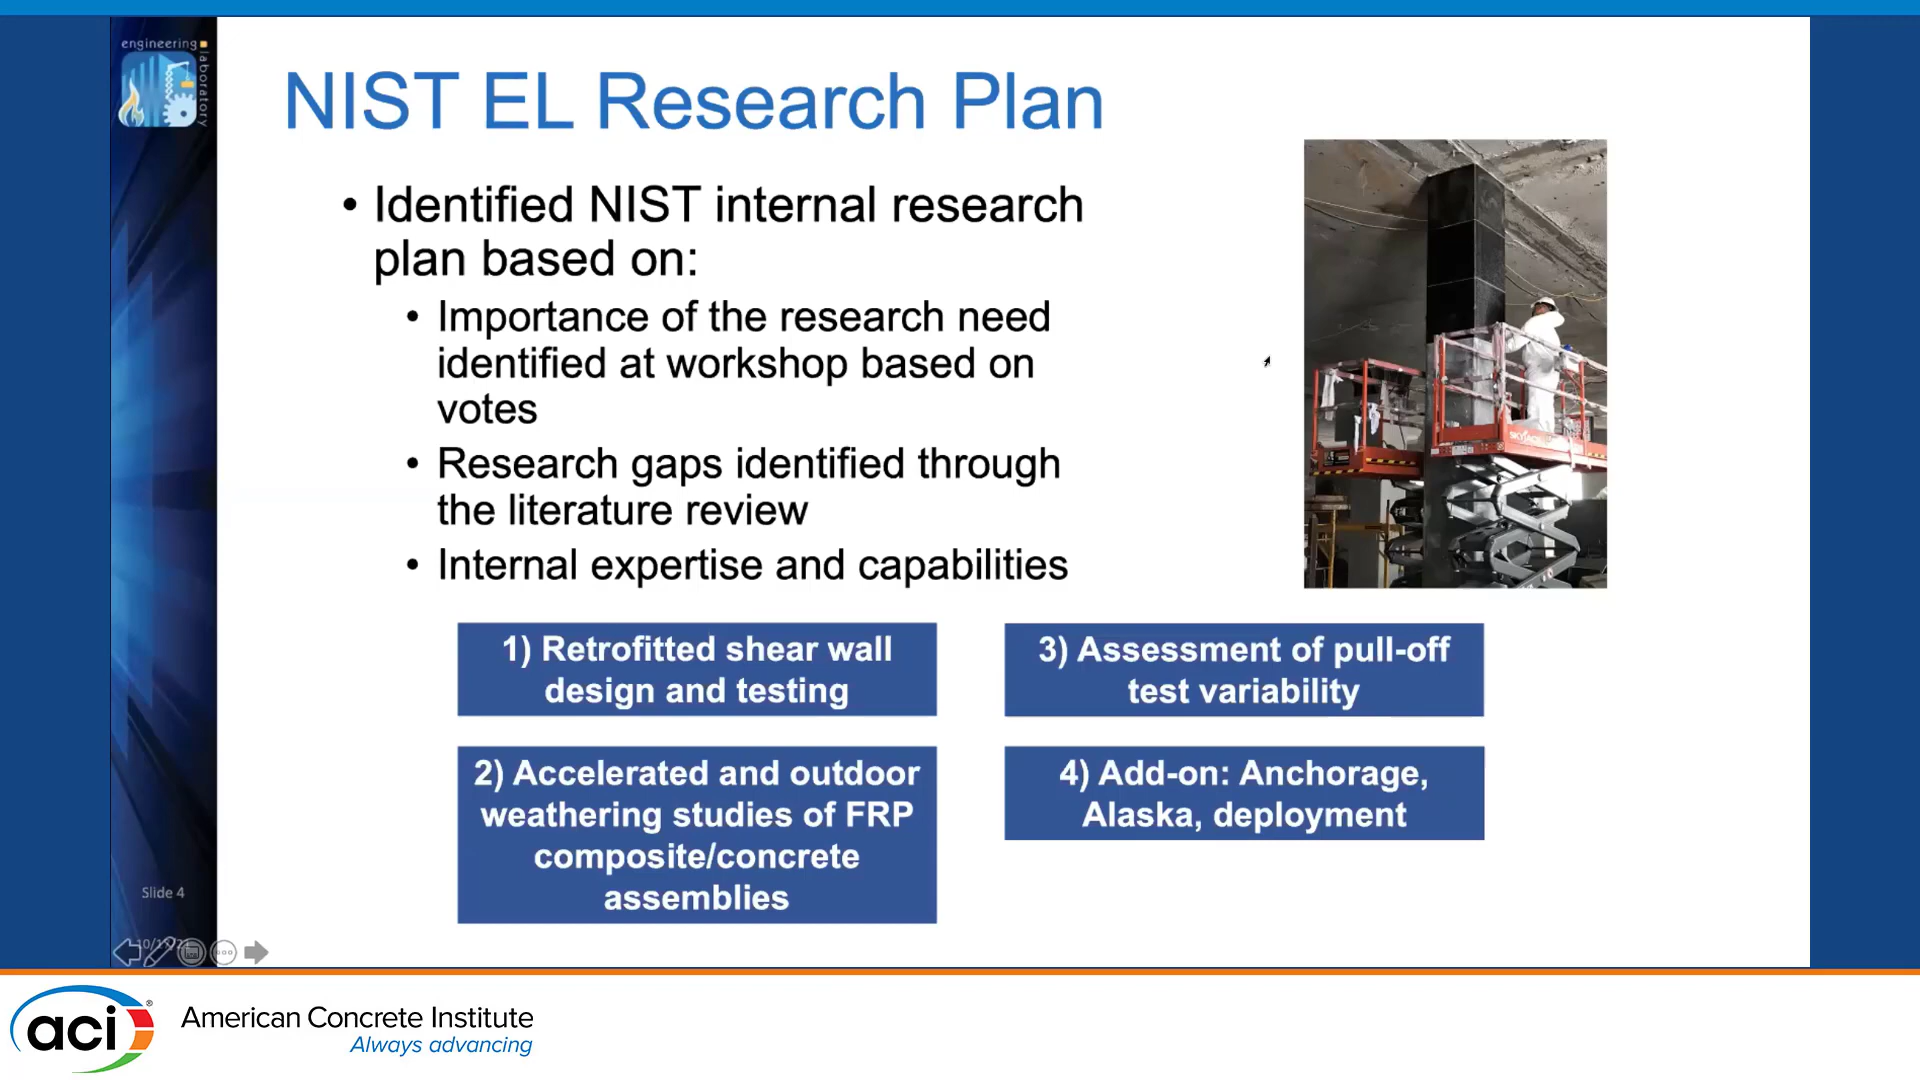 engineering
laboratory
NIST EL Research Plan
• Identified NIST internal research
plan based on:
• Importance of the research need
identified at workshop based on
votes
• Research gaps identified through
the literature review
• Internal expertise and capabilities
1) Retrofitted shear wall
design and testing
3) Assessment of pull-off
test variability
2) Accelerated and outdoor
weathering studies of FRP
composite/concrete
assemblies
4) Add-on: Anchorage,
Alaska, deployment
Slide 4
aci®
American Concrete Institute
Always advancing